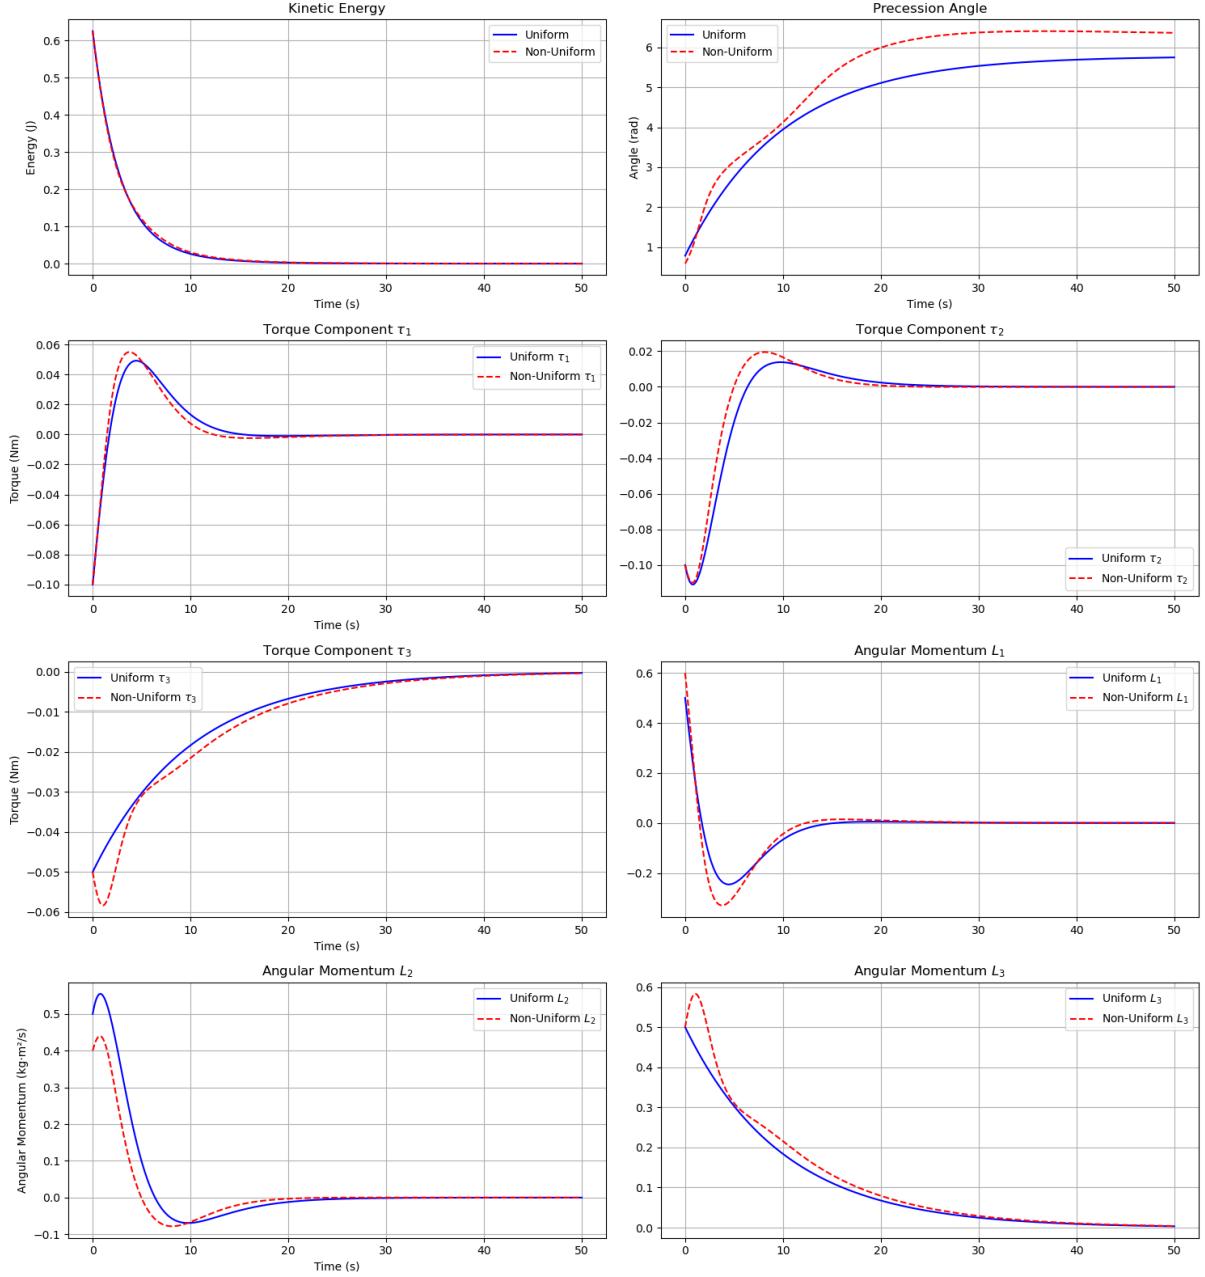 Kinetic Energy
Energy (J)
0.6
0.5
0.4
0.3
0.2
0.1
0.0
Uniform
Non-Uniform
0 10 20 30 40 50
Time (s)
Precession Angle
Angle (rad)
6
5
4
3
2
1
Uniform
Non-Uniform
0 10 20 30 40 50
Time (s)
Torque Component τ₁
Torque (Nm)
0.06
0.04
0.02
0.00
−0.02
−0.04
−0.06
−0.08
−0.10
Uniform τ₁
Non-Uniform τ₁
0 10 20 30 40 50
Time (s)
Torque Component τ₂
0.02
0.00
−0.02
−0.04
−0.06
−0.08
−0.10
Uniform τ₂
Non-Uniform τ₂
0 10 20 30 40 50
Torque Component τ₃
Torque (Nm)
0.00
−0.01
−0.02
−0.03
−0.04
−0.05
−0.06
Uniform τ₃
Non-Uniform τ₃
0 10 20 30 40 50
Time (s)
Angular Momentum L₁
0.6
0.4
0.2
0.0
−0.2
Uniform L₁
Non-Uniform L₁
0 10 20 30 40 50
Angular Momentum L₂
Angular Momentum (kg·m²/s)
0.5
0.4
0.3
0.2
0.1
0.0
−0.1
Uniform L₂
Non-Uniform L₂
0 10 20 30 40 50
Time (s)
Angular Momentum L₃
0.6
0.5
0.4
0.3
0.2
0.1
0.0
Uniform L₃
Non-Uniform L₃
0 10 20 30 40 50